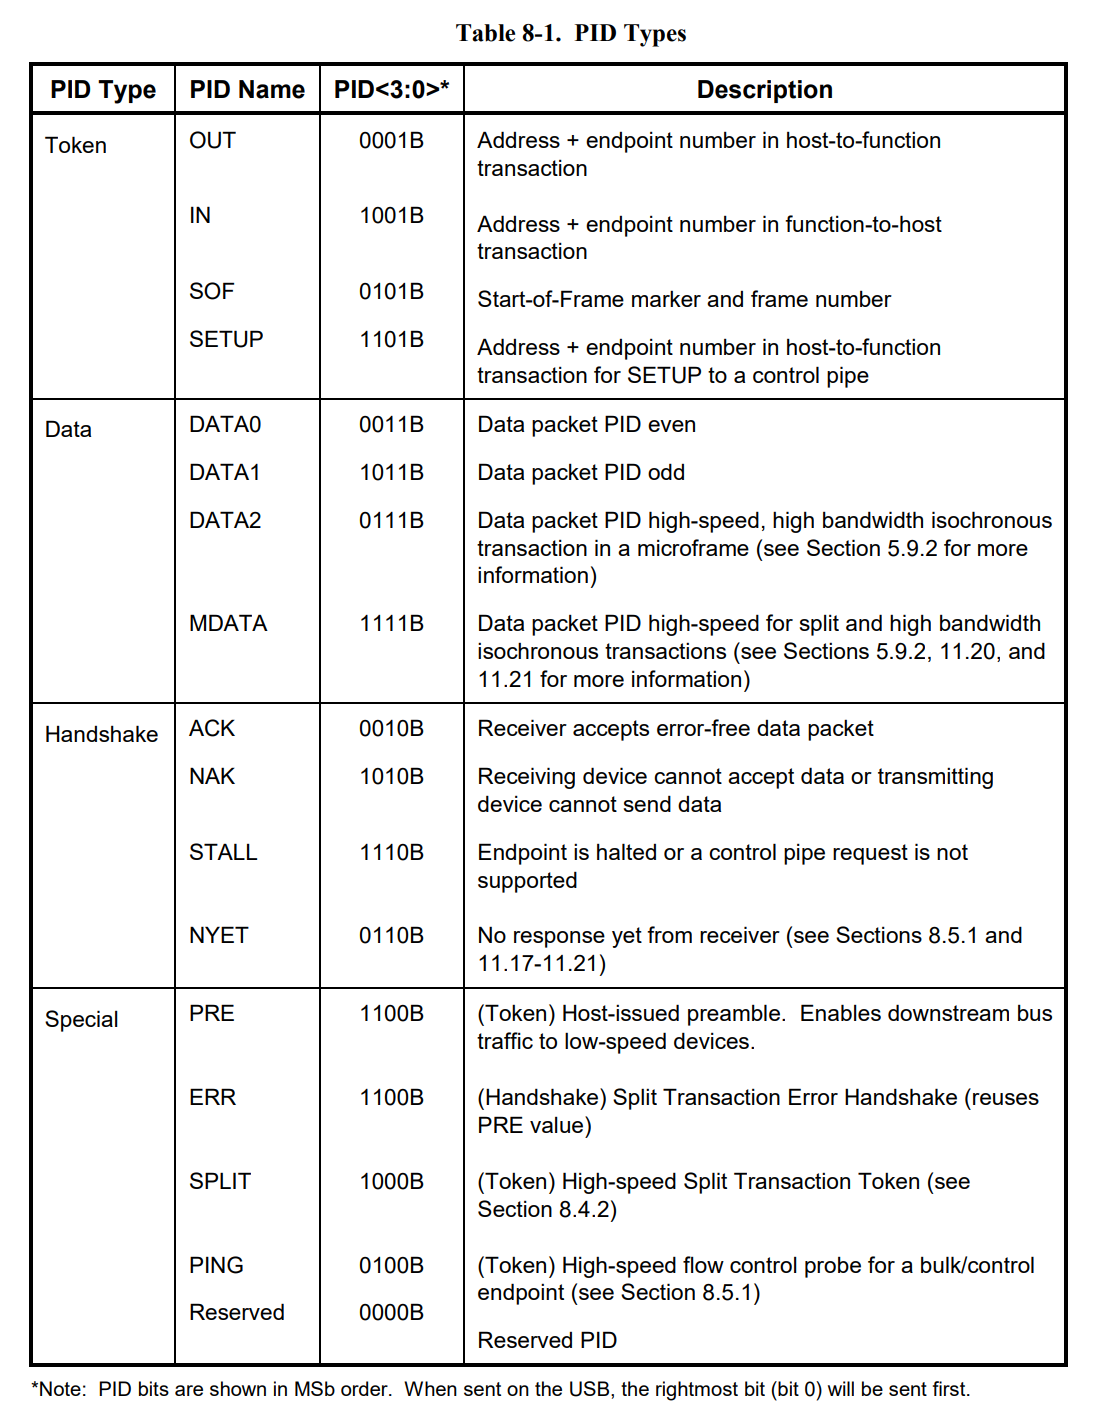 Table 8-1.  PID Types
PID Type PID Name PID<3:0>* Description
Token OUT 0001B Address + endpoint number in host-to-function
transaction
IN 1001B Address + endpoint number in function-to-host
transaction
SOF 0101B Start-of-Frame marker and frame number
SETUP 1101B Address + endpoint number in host-to-function
transaction for SETUP to a control pipe
Data DATA0 0011B Data packet PID even
DATA1 1011B Data packet PID odd
DATA2 0111B Data packet PID high-speed, high bandwidth isochronous
transaction in a microframe (see Section 5.9.2 for more
information)
MDATA 1111B Data packet PID high-speed for split and high bandwidth
isochronous transactions (see Sections 5.9.2, 11.20, and
11.21 for more information)
Handshake ACK 0010B Receiver accepts error-free data packet
NAK 1010B Receiving device cannot accept data or transmitting
device cannot send data
STALL 1110B Endpoint is halted or a control pipe request is not
supported
NYET 0110B No response yet from receiver (see Sections 8.5.1 and
11.17-11.21)
Special PRE 1100B (Token) Host-issued preamble.  Enables downstream bus
traffic to low-speed devices.
ERR 1100B (Handshake) Split Transaction Error Handshake (reuses
PRE value)
SPLIT 1000B (Token) High-speed Split Transaction Token (see
Section 8.4.2)
PING 0100B (Token) High-speed flow control probe for a bulk/control
endpoint (see Section 8.5.1)
Reserved 0000B
Reserved PID
*Note:  PID bits are shown in MSb order.  When sent on the USB, the rightmost bit (bit 0) will be sent first.